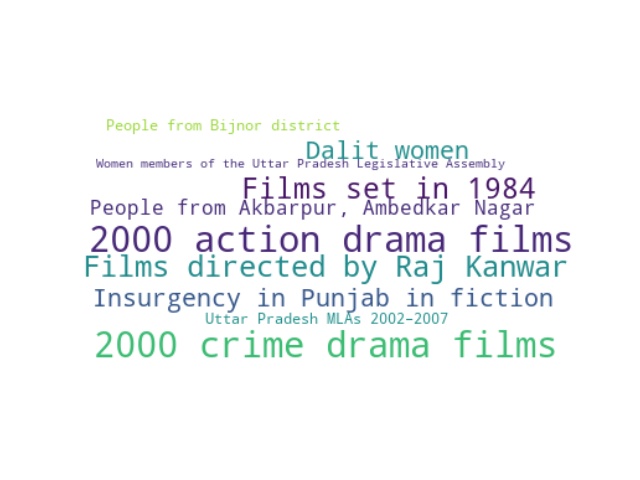 People from Bijnor district
Dalit women
Women members of the Uttar Pradesh Legislative Assembly
Films set in 1984
People from Akbarpur, Ambedkar Nagar
2000 action drama films
Films directed by Raj Kanwar
Insurgency in Punjab in fiction
Uttar Pradesh MLAs 2002–2007
2000 crime drama films